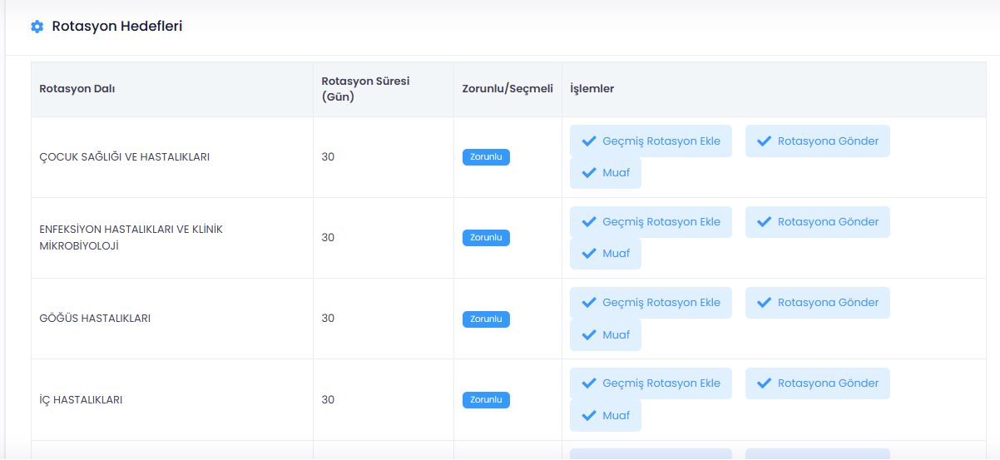 Rotasyon Hedefleri
Rotasyon Dalı
Rotasyon Süresi
(Gün)
Zorunlu/Seçmeli
İşlemler
ÇOCUK SAĞLIĞI VE HASTALIKLARI
30
Zorunlu
Geçmiş Rotasyon Ekle
Rotasyona Gönder
Muaf
ENFEKSİYON HASTALIKLARI VE KLİNİK
MİKROBİYOLOJİ
30
Zorunlu
Geçmiş Rotasyon Ekle
Rotasyona Gönder
Muaf
GÖĞÜS HASTALIKLARI
30
Zorunlu
Geçmiş Rotasyon Ekle
Rotasyona Gönder
Muaf
İÇ HASTALIKLARI
30
Zorunlu
Geçmiş Rotasyon Ekle
Rotasyona Gönder
Muaf